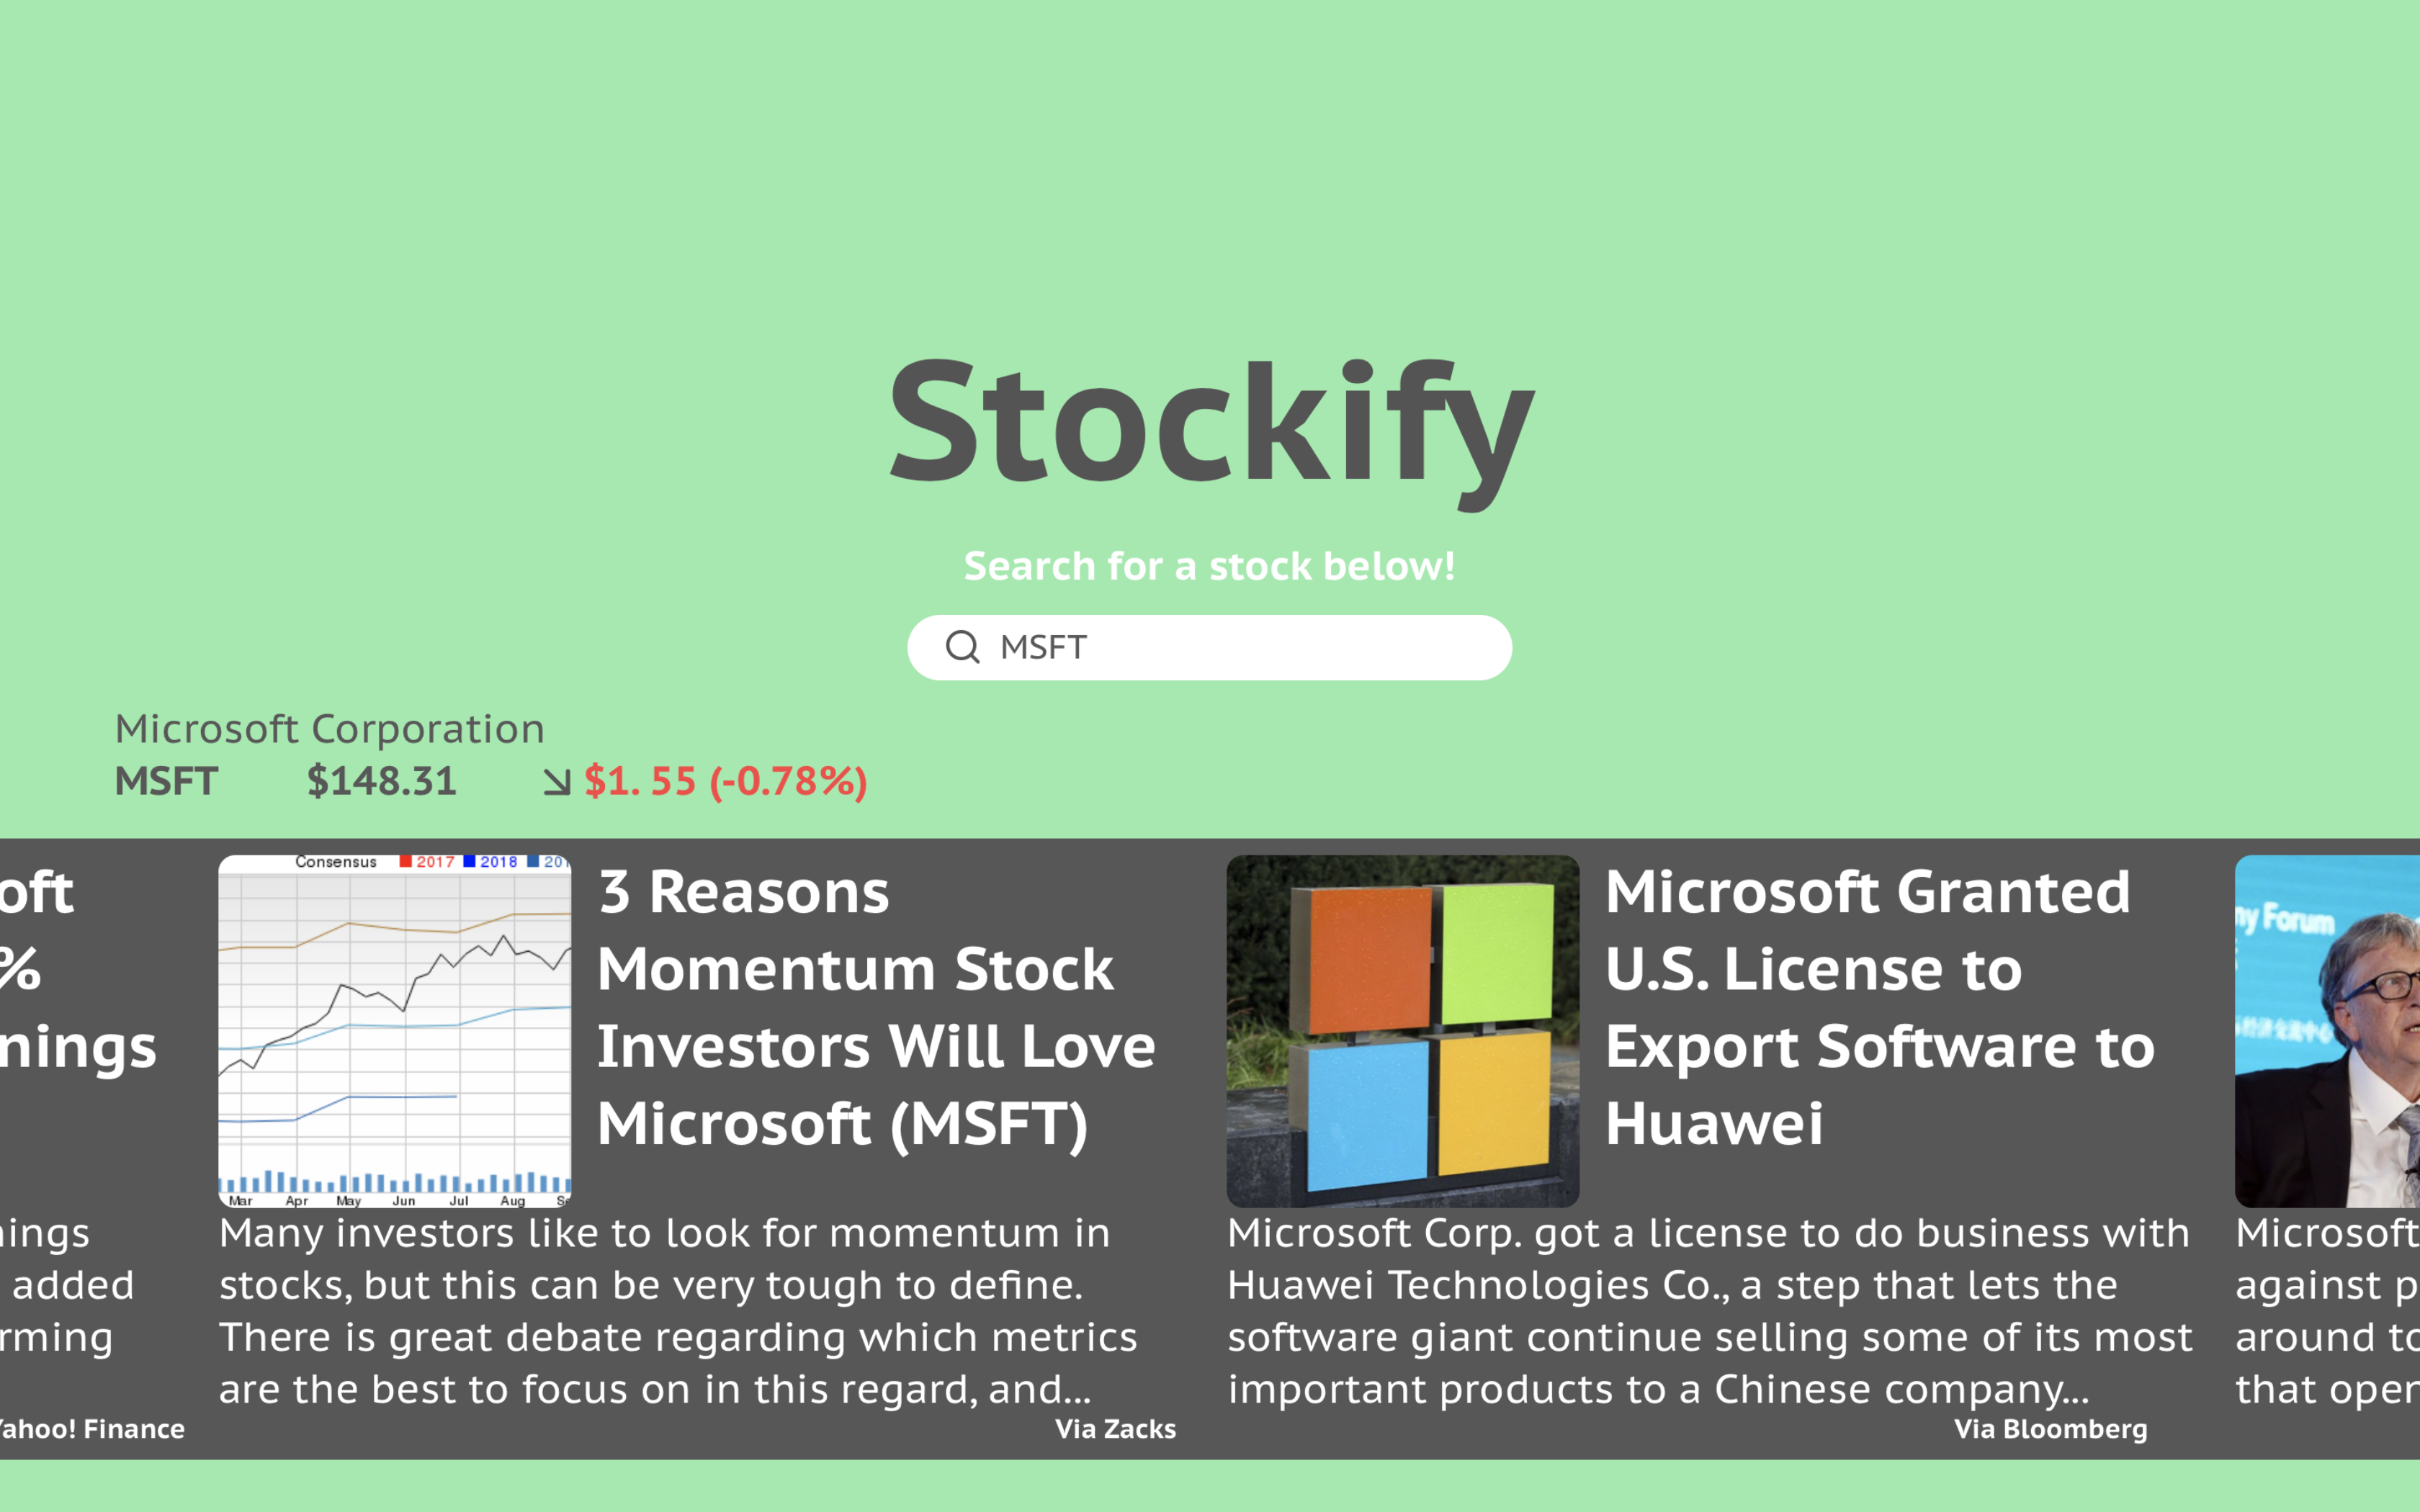 Stockify
Search for a stock below!
MSFT
Microsoft Corporation
MSFT $148.31 $1. 55 (-0.78%)
oft
%
nings
nings
added
rming
Yahoo! Finance
Consensus 2017 2018 201
Mar Apr May Jun Jul Aug Se
3 Reasons
Momentum Stock
Investors Will Love
Microsoft (MSFT)
Many investors like to look for momentum in
stocks, but this can be very tough to define.
There is great debate regarding which metrics
are the best to focus on in this regard, and...
Via Zacks
Microsoft Granted
U.S. License to
Export Software to
Huawei
Microsoft Corp. got a license to do business with
Huawei Technologies Co., a step that lets the
software giant continue selling some of its most
important products to a Chinese company...
Via Bloomberg
my Forum
Microsoft
against p
around to
that open